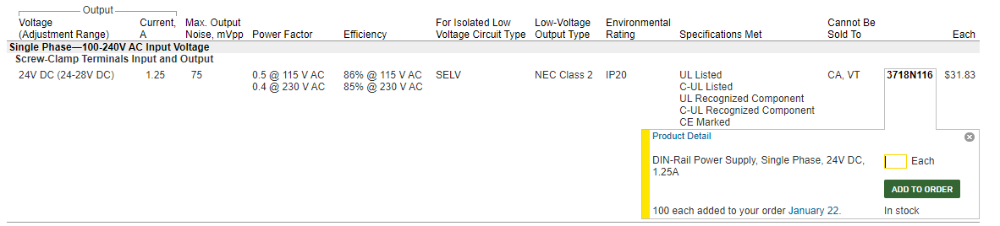 Output
Voltage Current, Max. Output For Isolated Low Low-Voltage Environmental Cannot Be
(Adjustment Range) A Noise, mVpp Power Factor Efficiency Voltage Circuit Type Output Type Rating Specifications Met Sold To Each
Single Phase—100-240V AC Input Voltage
Screw-Clamp Terminals Input and Output
24V DC (24-28V DC) 1.25 75 0.5 @ 115 V AC 86% @ 115 V AC SELV NEC Class 2 IP20 UL Listed CA, VT 3718N116 $31.83
0.4 @ 230 V AC 85% @ 230 V AC C-UL Listed
UL Recognized Component
C-UL Recognized Component
CE Marked
Product Detail
DIN-Rail Power Supply, Single Phase, 24V DC, Each
1.25A
ADD TO ORDER
100 each added to your order January 22. In stock